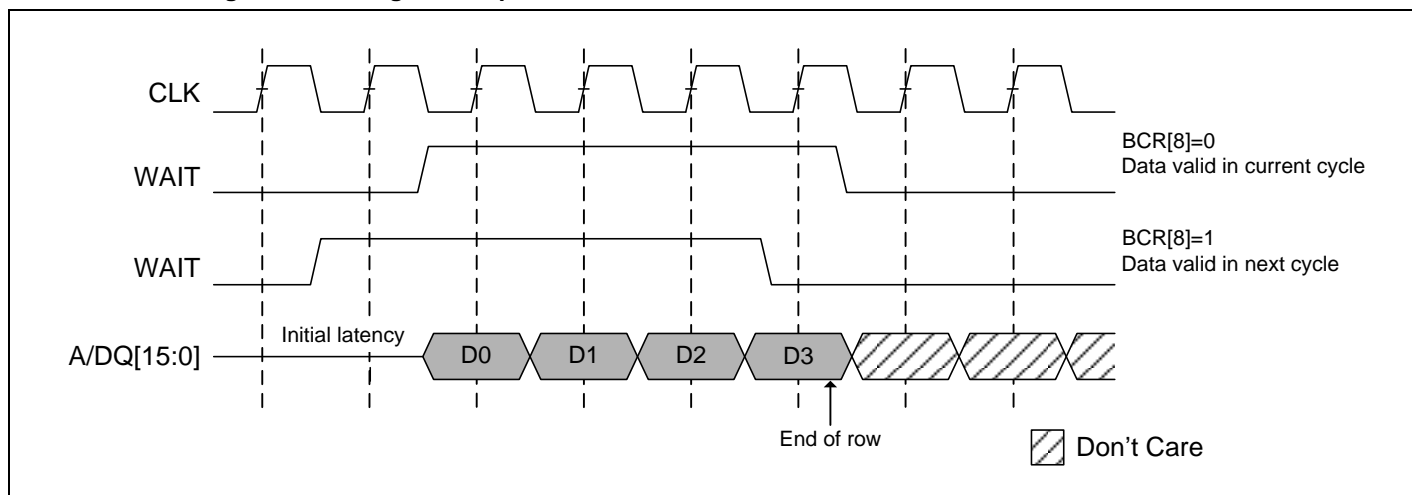 CLK
WAIT
BCR[8]=0
Data valid in current cycle
WAIT
BCR[8]=1
Data valid in next cycle
Initial latency
A/DQ[15:0]
D0 D1 D2 D3
End of row
Don't Care